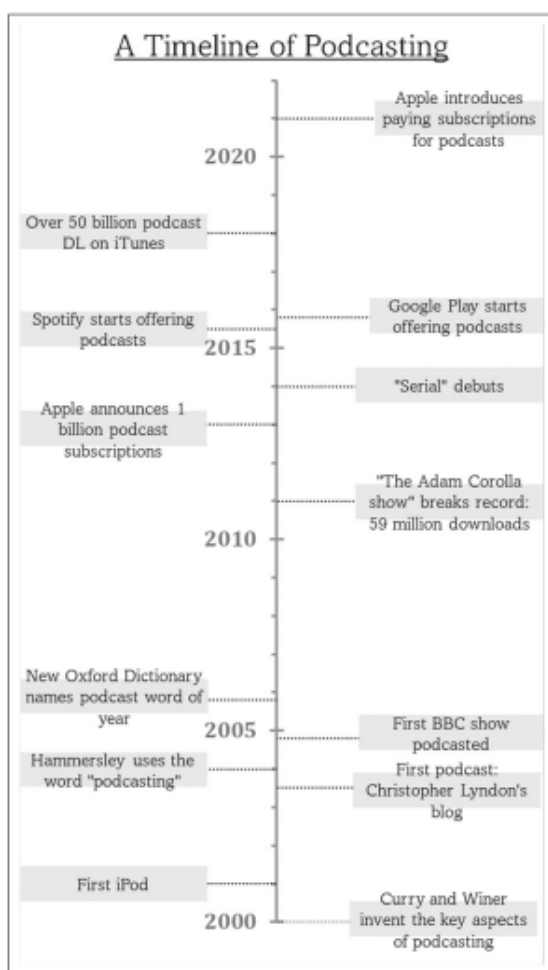 A Timeline of Podcasting
Apple introduces
paying subscriptions
for podcasts
2020
Over 50 billion podcast
DL on iTunes
Google Play starts
offering podcasts
Spotify starts offering
podcasts
2015
"Serial" debuts
Apple announces 1
billion podcast
subscriptions
"The Adam Corolla
show" breaks record:
59 million downloads
2010
New Oxford Dictionary
names podcast word of
year
2005
First BBC show
podcasted
Hammersley uses the
word "podcasting"
First podcast:
Christopher Lyndon's
blog
First iPod
2000
Curry and Winer
invent the key aspects
of podcasting